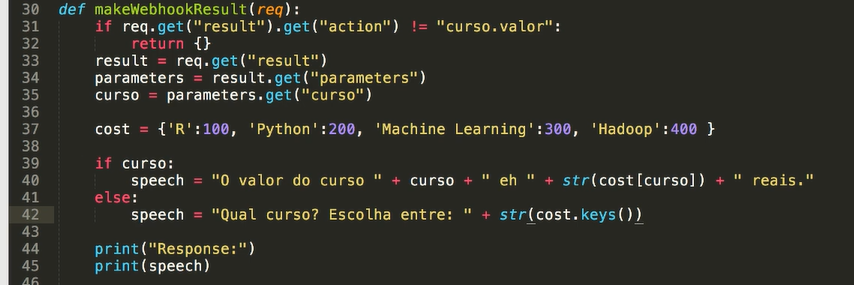 30 def makeWebhookResult(req):
31     if req.get("result").get("action") != "curso.valor":
32         return {}
33     result = req.get("result")
34     parameters = result.get("parameters")
35     curso = parameters.get("curso")
36
37     cost = {'R':100, 'Python':200, 'Machine Learning':300, 'Hadoop':400 }
38
39     if curso:
40         speech = "O valor do curso " + curso + " eh " + str(cost[curso]) + " reais."
41     else:
42         speech = "Qual curso? Escolha entre: " + str(cost.keys())
43
44     print("Response:")
45     print(speech)
46